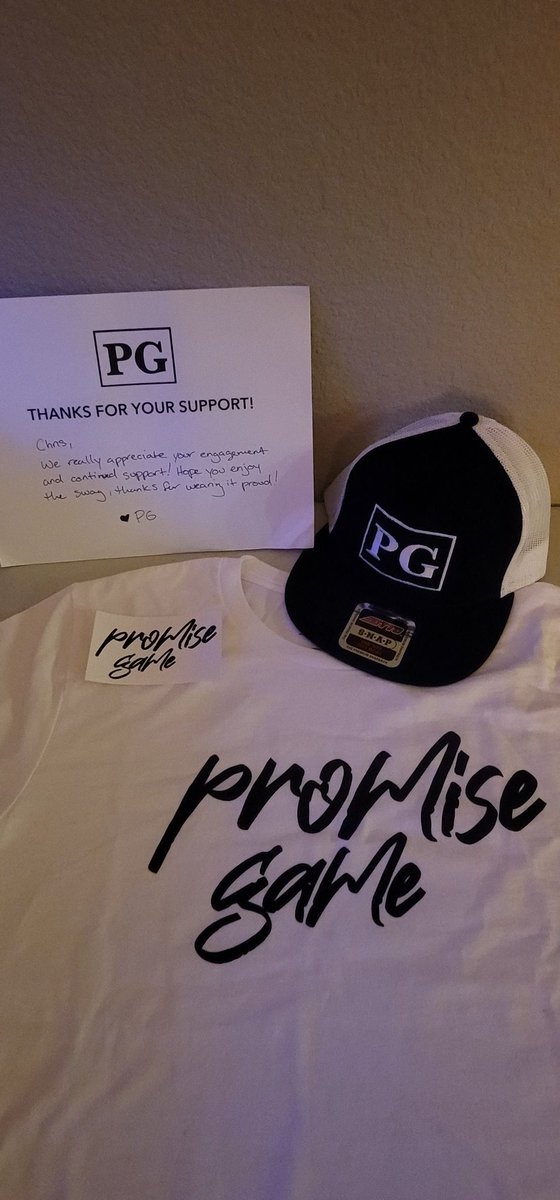 PG
THANKS FOR YOUR SUPPORT!
Chris,
We really appreciate your engagement
and continued support! Hope you enjoy
the swag, thanks for wearing it proud!
♥ PG
PG
OTTO
S•N•A•P
promise
game
promise
game